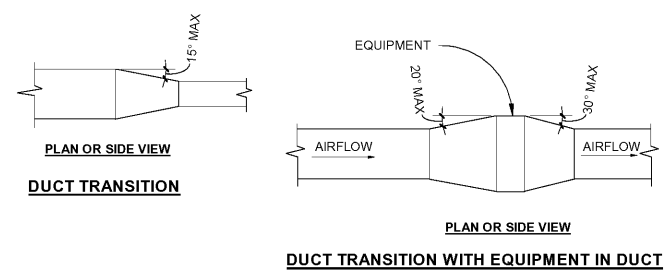 15° MAX
PLAN OR SIDE VIEW
DUCT TRANSITION
EQUIPMENT
20° MAX
30° MAX
AIRFLOW
AIRFLOW
PLAN OR SIDE VIEW
DUCT TRANSITION WITH EQUIPMENT IN DUCT